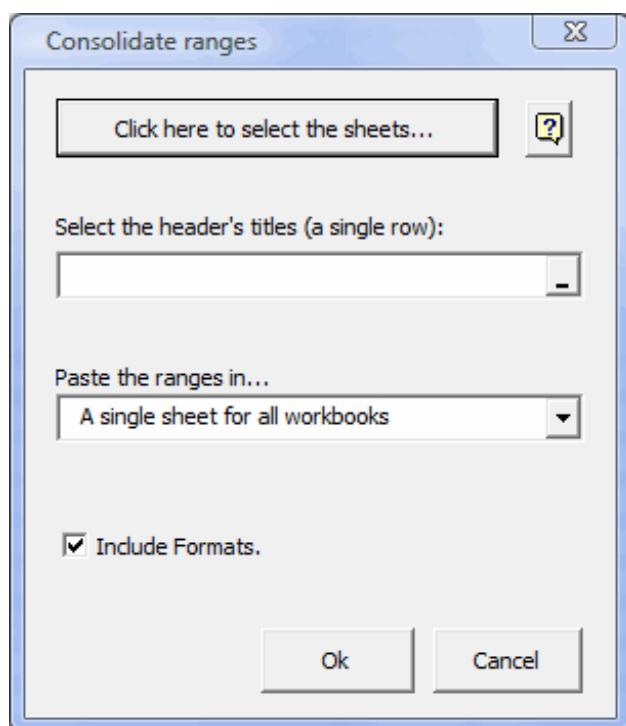 Consolidate ranges
Click here to select the sheets...
Select the header's titles (a single row):
Paste the ranges in...
A single sheet for all workbooks
Include Formats.
Ok Cancel